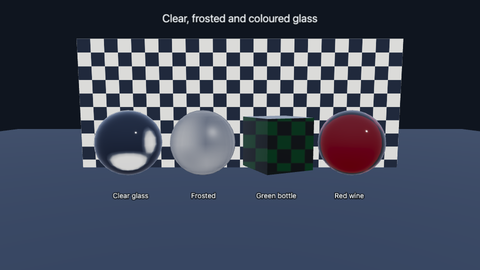 Clear, frosted and coloured glass
Clear glass
Frosted
Green bottle
Red wine